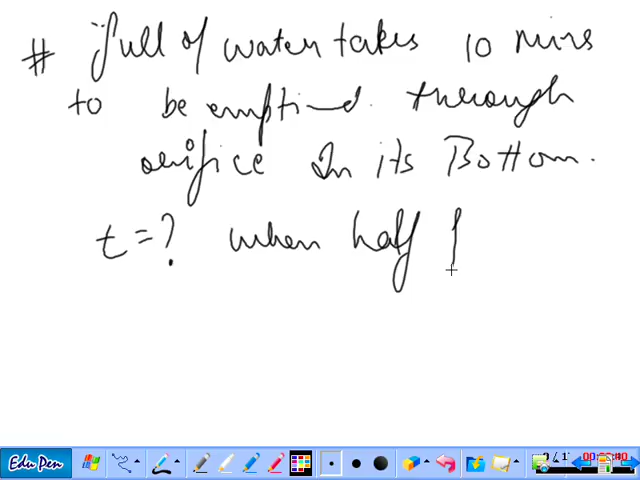 # full of water takes 10 mins
to be emptied through
orifice In its Bottom.
t = ? when half f
Edu Pen